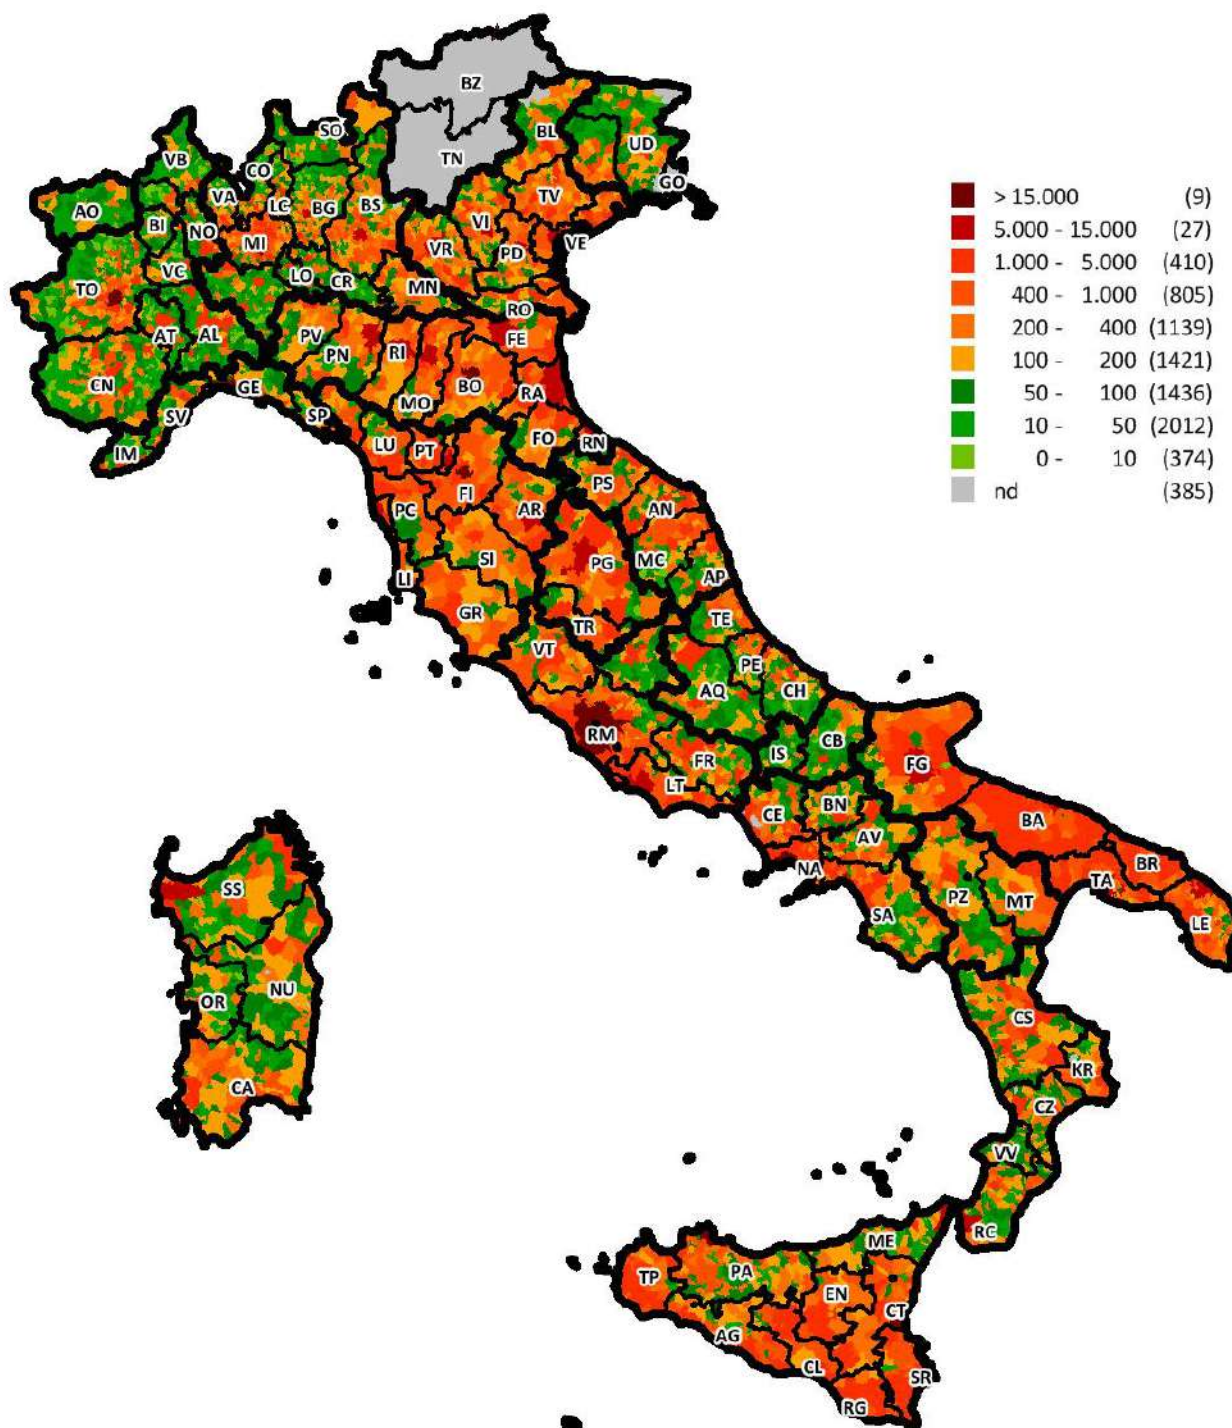 BZ
SO
BL
UD
TN
VB
CO
GO
VA
LC
BG
BS
TV
AO
BI
NO
MI
VI
VR
PD
VE
VC
LO
CR
TO
MN
RO
AT
AL
PV
PN
RI
FE
CN
GE
BO
RA
MO
SV
SP
IM
LU
PT
FO
RN
FI
PS
PC
AR
AN
SI
PG
MC
LI
AP
GR
TR
TE
VT
PE
AQ
CH
RM
CB
FR
IS
FG
LT
CE
BN
BA
AV
NA
BR
TA
SS
SA
PZ
MT
LE
OR
NU
CS
KR
CA
CZ
VV
RC
ME
TP
PA
EN
CT
AG
CL
SR
RG
> 15.000 (9)
5.000 - 15.000 (27)
1.000 - 5.000 (410)
400 - 1.000 (805)
200 - 400 (1139)
100 - 200 (1421)
50 - 100 (1436)
10 - 50 (2012)
0 - 10 (374)
nd (385)